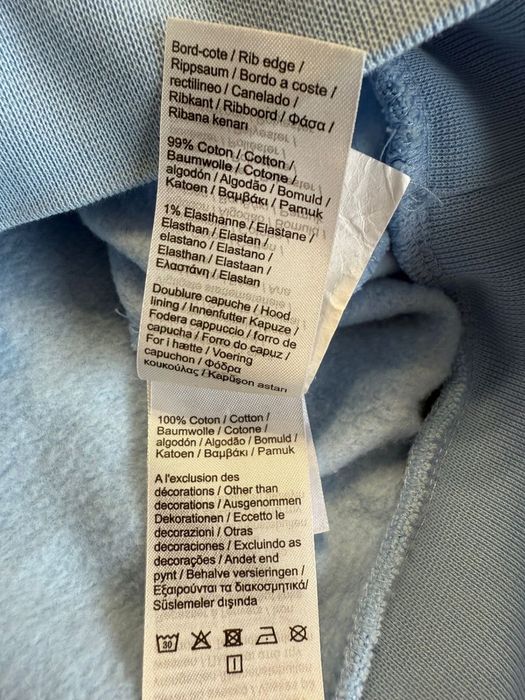 Bord-cote / Rib edge /
Rippsaum / Bordo a coste /
rectilineo / Canelado /
Ribkant / Ribboord / Φάσα /
Ribana kenarı
99% Coton / Cotton /
Baumwolle / Cotone /
algodón / Algodão / Bomuld /
Katoen / Βαμβάκι / Pamuk
1% Elasthanne / Elastane /
Elasthan / Elastan /
elastano / Elastano /
Elasthan / Elastaan /
Ελαστάνη / Elastan
Doublure capuche / Hood
lining / Innenfutter Kapuze /
Fodera cappuccio / forro de
capucha / Forro do capuz /
For i hætte / Voering
capuchon / Φόδρα
κουκούλας / Kapüşon astarı
100% Coton / Cotton /
Baumwolle / Cotone /
algodón / Algodão / Bomuld /
Katoen / Βαμβάκι / Pamuk
A l'exclusion des
décorations / Other than
decorations / Ausgenommen
Dekorationen / Eccetto le
decorazioni / Otras
decoraciones / Excluindo as
decorações / Andet end
pynt / Behalve versieringen /
Εξαιρούνται τα διακοσμητικά/
Süslemeler dışında
30